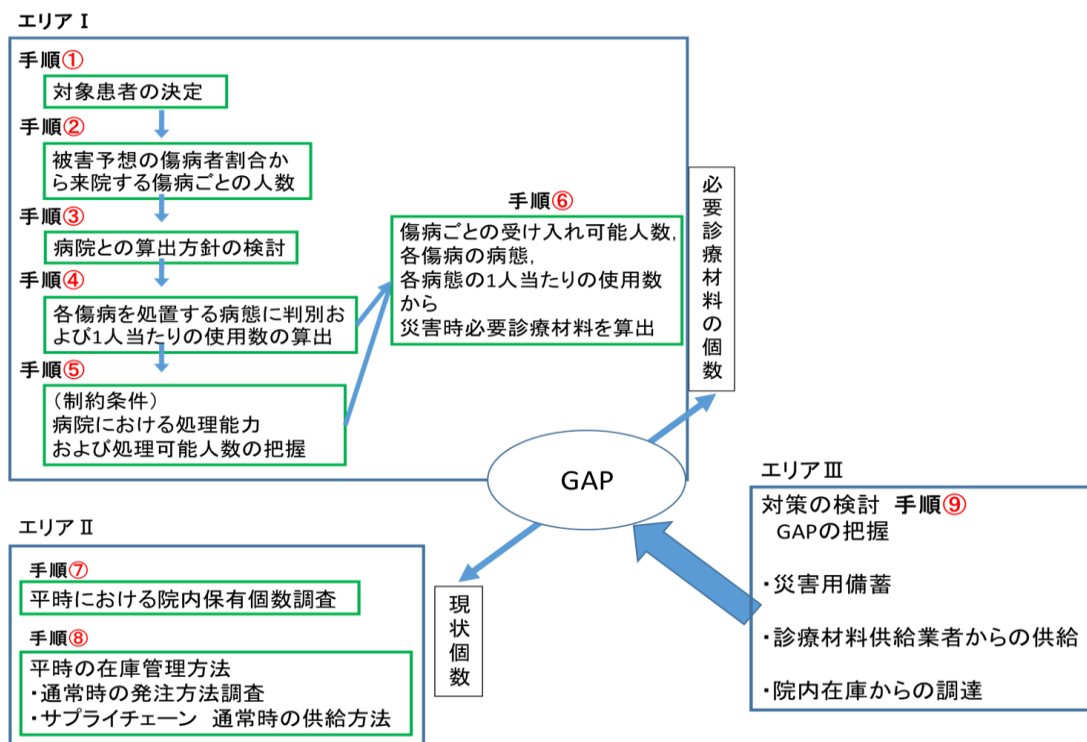 エリアⅠ
手順①
対象患者の決定
手順②
被害予想の傷病者割合か
ら来院する傷病ごとの人数
手順③
病院との算出方針の検討
手順④
各傷病を処置する病態に判別お
よび1人当たりの使用数の算出
手順⑤
（制約条件）
病院における処理能力
および処理可能人数の把握
手順⑥
傷病ごとの受け入れ可能人数,
各傷病の病態,
各病態の1人当たりの使用数
から
災害時必要診療材料を算出
必要診療材料の個数
GAP
エリアⅡ
手順⑦
平時における院内保有個数調査
手順⑧
平時の在庫管理方法
・通常時の発注方法調査
・サプライチェーン 通常時の供給方法
現状個数
エリアⅢ
対策の検討 手順⑨
GAPの把握
・災害用備蓄
・診療材料供給業者からの供給
・院内在庫からの調達